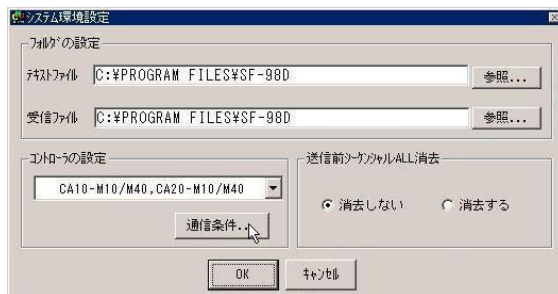 システム環境設定
フォルダの設定
テキストファイル C:¥PROGRAM FILES¥SF-98D 参照...
受信ファイル C:¥PROGRAM FILES¥SF-98D 参照...
コントローラの設定
CA10-M10/M40,CA20-M10/M40
通信条件..
送信前シーケンシャルALL消去
消去しない 消去する
OK キャンセル